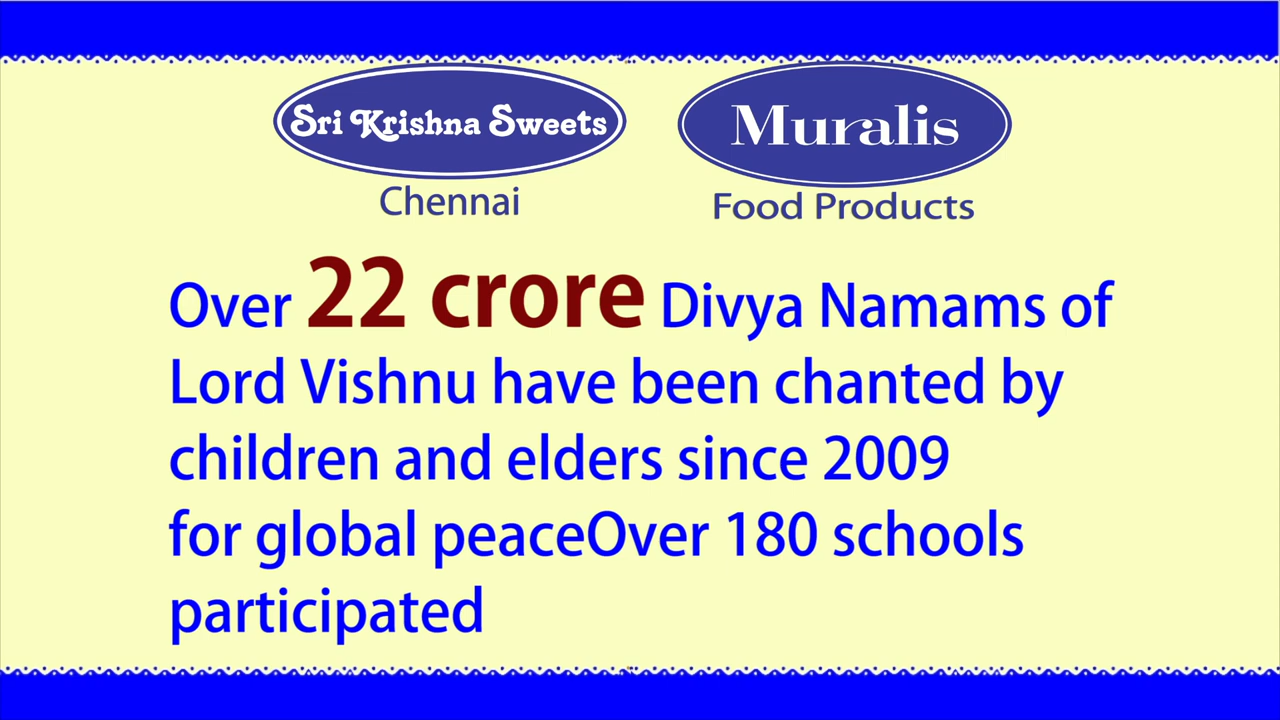 Sri Krishna Sweets
Chennai
Muralis
Food Products
Over 22 crore Divya Namams of
Lord Vishnu have been chanted by
children and elders since 2009
for global peaceOver 180 schools
participated